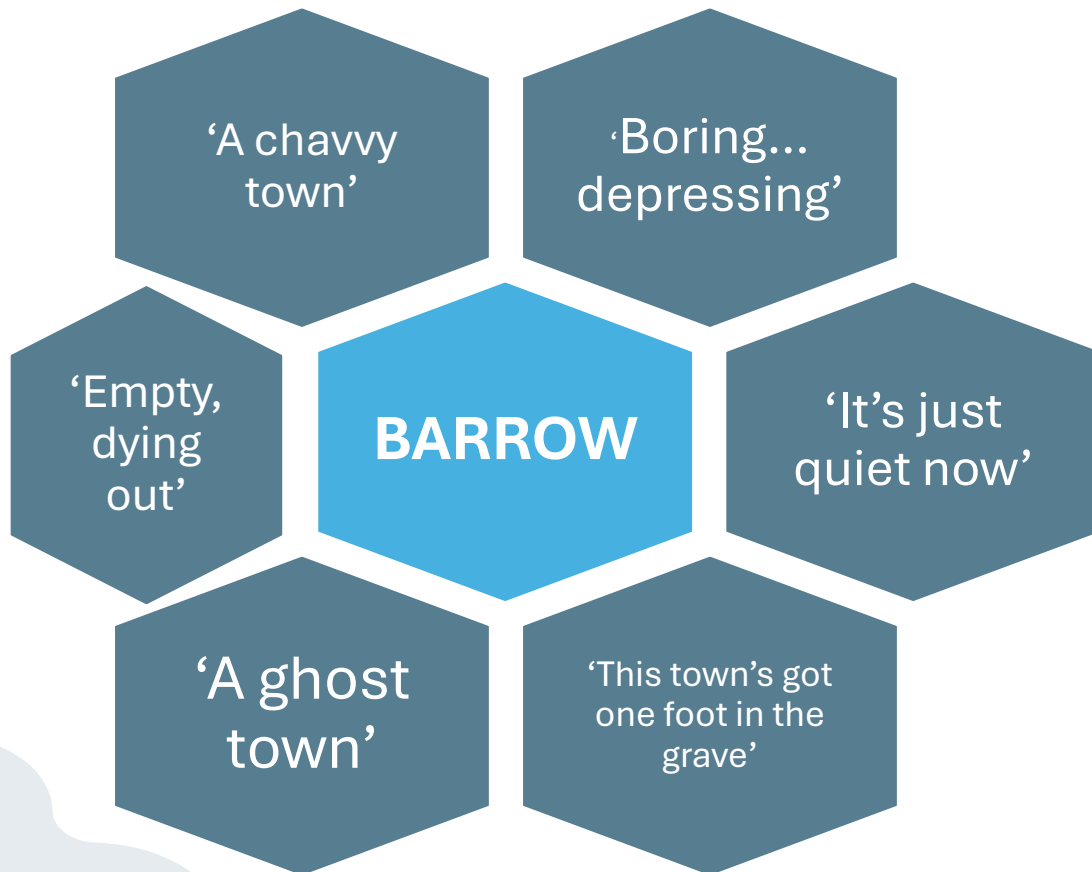 ‘A chavvy
town’
‘Boring…
depressing’
‘Empty,
dying
out’
BARROW
‘It’s just
quiet now’
‘A ghost
town’
‘This town’s got
one foot in the
grave’